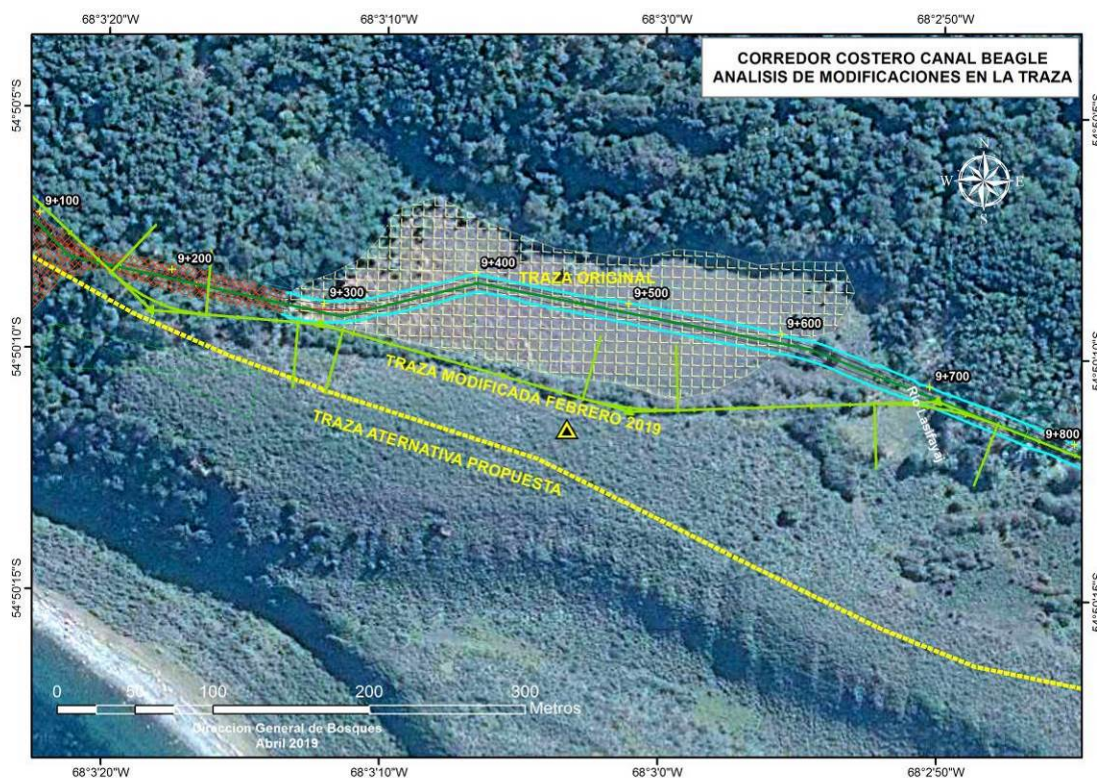 68°3'20"W 68°3'10"W 68°3'0"W 68°2'50"W
CORREDOR COSTERO CANAL BEAGLE
ANALISIS DE MODIFICACIONES EN LA TRAZA
54°50'5"S 54°50'5"S
N
W E
S
9+100
9+200
9+300
9+400
TRAZA ORIGINAL
9+500
9+600
9+700
9+800
54°50'10"S 54°50'10"S
TRAZA MODIFICADA FEBRERO 2019
TRAZA ATERNATIVA PROPUESTA
Rio Lasifayaj
54°50'15"S 54°50'15"S
0 50 100 200 300
Metros
Direccion General de Bosques
Abril 2019
68°3'20"W 68°3'10"W 68°3'0"W 68°2'50"W